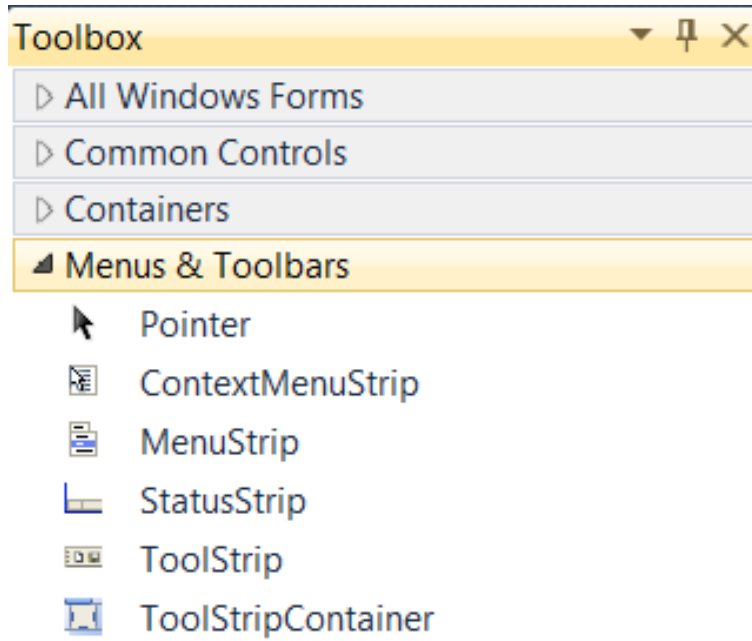 Toolbox
All Windows Forms
Common Controls
Containers
Menus & Toolbars
Pointer
ContextMenuStrip
MenuStrip
StatusStrip
ToolStrip
ToolStripContainer